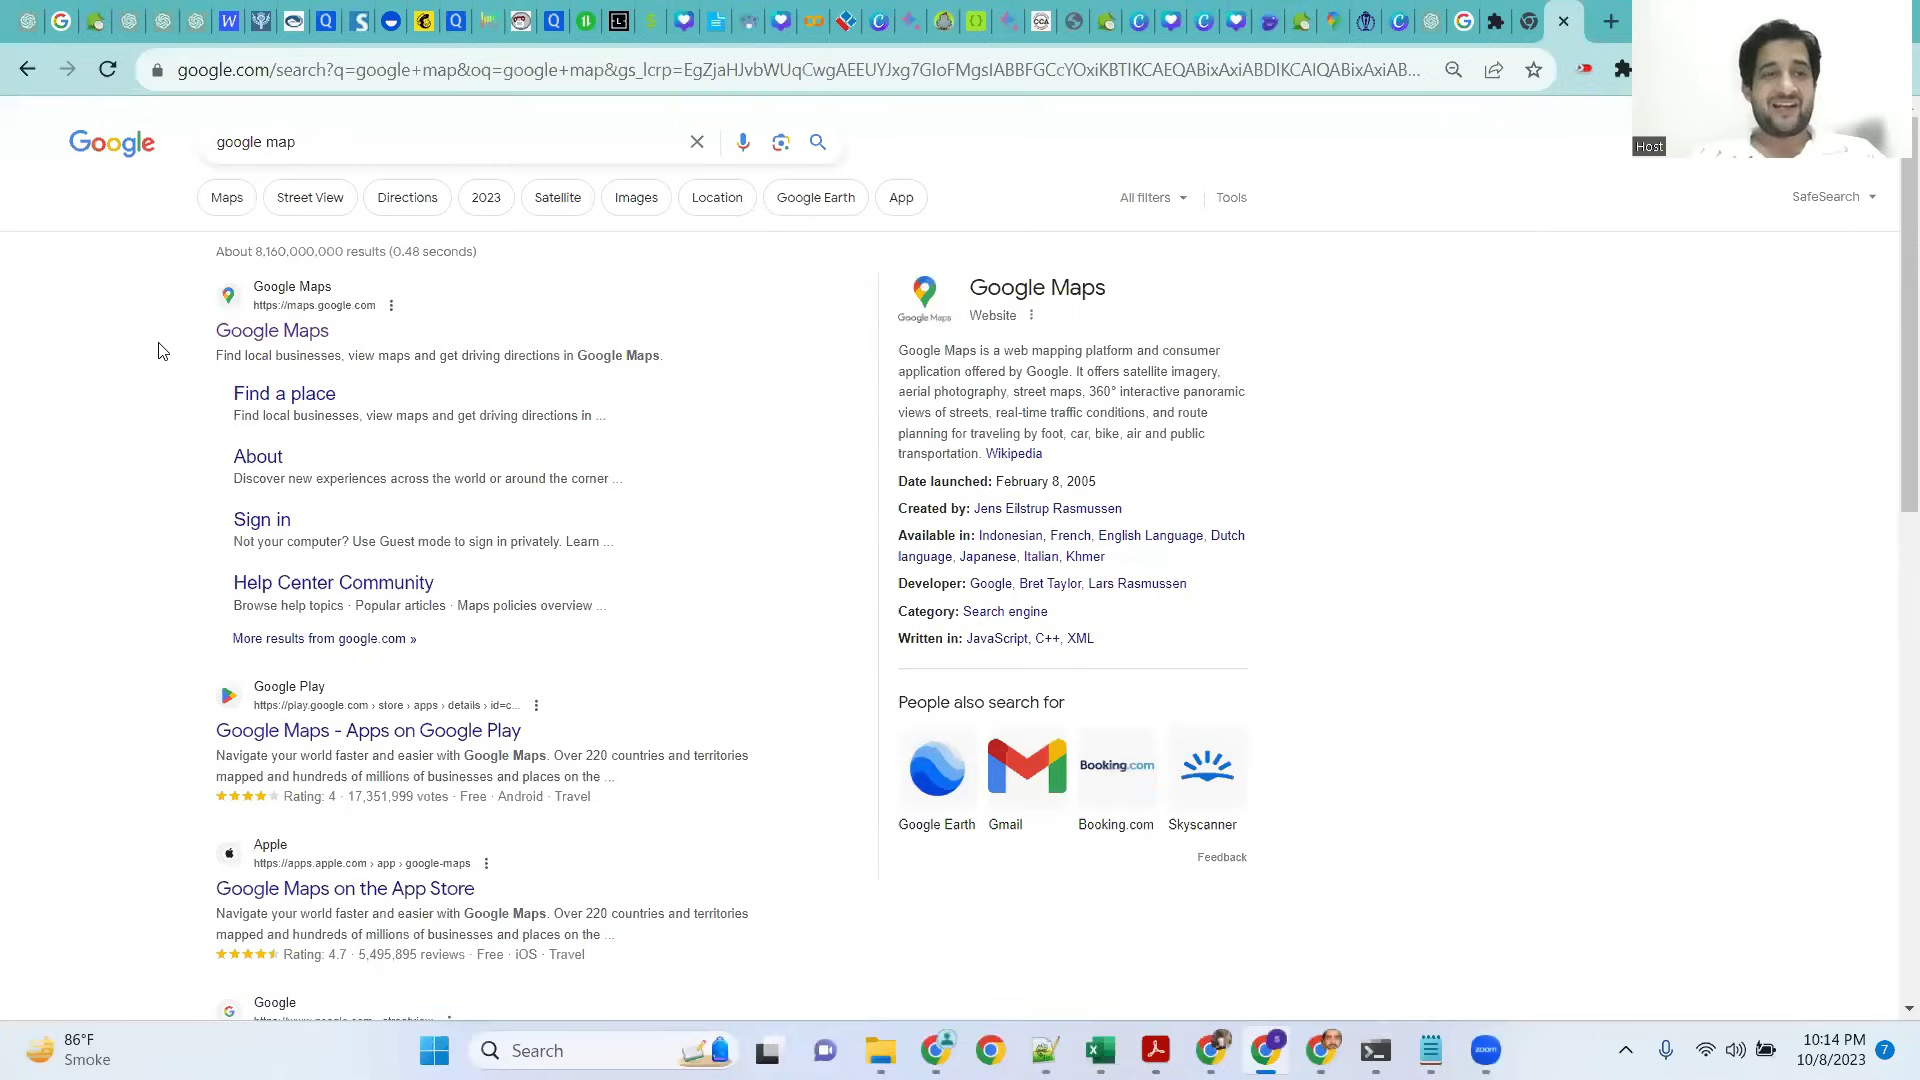 google.com/search?q=google+map&oq=google+map&gs_lcrp=EgZjaHJvbWUqCwgAEEUYJxg7GIoFMgsIABBFGCcYOxiKBTIKCAEQABixAxiABDIKCAIQABixAxiAB...
Host
Google
google map
Maps
Street View
Directions
2023
Satellite
Images
Location
Google Earth
App
All filters
Tools
SafeSearch
About 8,160,000,000 results (0.48 seconds)
Google Maps
https://maps.google.com
Google Maps
Find local businesses, view maps and get driving directions in Google Maps.
Find a place
Find local businesses, view maps and get driving directions in ...
About
Discover new experiences across the world or around the corner ...
Sign in
Not your computer? Use Guest mode to sign in privately. Learn ...
Help Center Community
Browse help topics · Popular articles · Maps policies overview ...
More results from google.com »
Google Play
https://play.google.com › store › apps › details › id=c...
Google Maps - Apps on Google Play
Navigate your world faster and easier with Google Maps. Over 220 countries and territories
mapped and hundreds of millions of businesses and places on the ...
Rating: 4 · 17,351,999 votes · Free · Android · Travel
Apple
https://apps.apple.com › app › google-maps
Google Maps on the App Store
Navigate your world faster and easier with Google Maps. Over 220 countries and territories
mapped and hundreds of millions of businesses and places on the ...
Rating: 4.7 · 5,495,895 reviews · Free · iOS · Travel
Google
Google Maps
Google Maps
Website
Google Maps is a web mapping platform and consumer
application offered by Google. It offers satellite imagery,
aerial photography, street maps, 360° interactive panoramic
views of streets, real-time traffic conditions, and route
planning for traveling by foot, car, bike, air and public
transportation. Wikipedia
Date launched: February 8, 2005
Created by: Jens Eilstrup Rasmussen
Available in: Indonesian, French, English Language, Dutch
language, Japanese, Italian, Khmer
Developer: Google, Bret Taylor, Lars Rasmussen
Category: Search engine
Written in: JavaScript, C++, XML
People also search for
Booking.com
Google Earth
Gmail
Booking.com
Skyscanner
Feedback
86°F
Smoke
Search
zoom
10:14 PM
10/8/2023
7